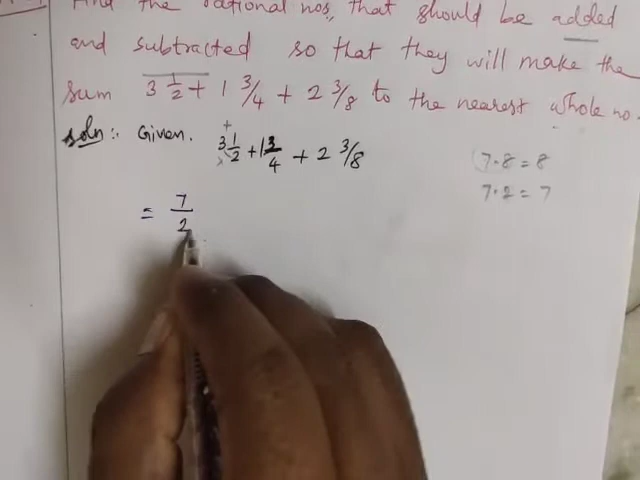 the rational nos, that should be added
and subtracted so that they will make the
sum 3 1/2 + 1 3/4 + 2 3/8 to the nearest whole no.
soln:- Given. 3 1/2 + 1 3/4 + 2 3/8
7.8 = 8
7.2 = 7
= 7/2